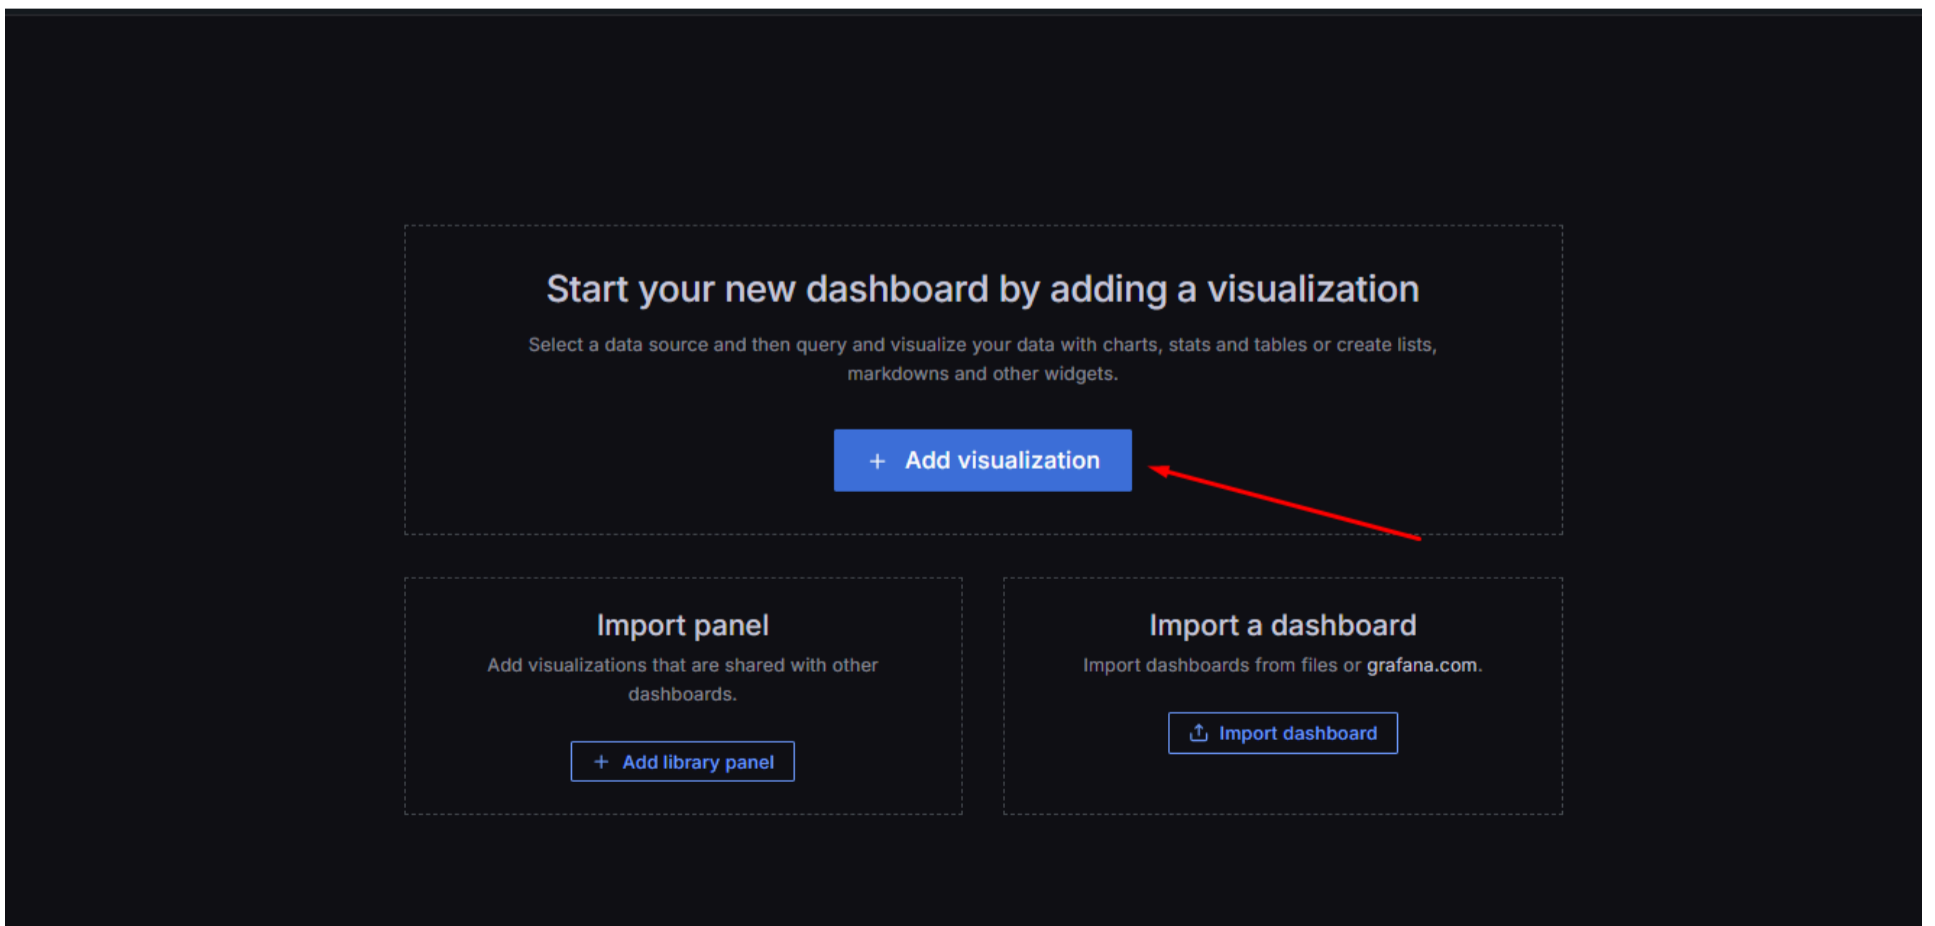 Start your new dashboard by adding a visualization
Select a data source and then query and visualize your data with charts, stats and tables or create lists,
markdowns and other widgets.
+ Add visualization
Import panel
Add visualizations that are shared with other
dashboards.
+ Add library panel
Import a dashboard
Import dashboards from files or grafana.com.
Import dashboard